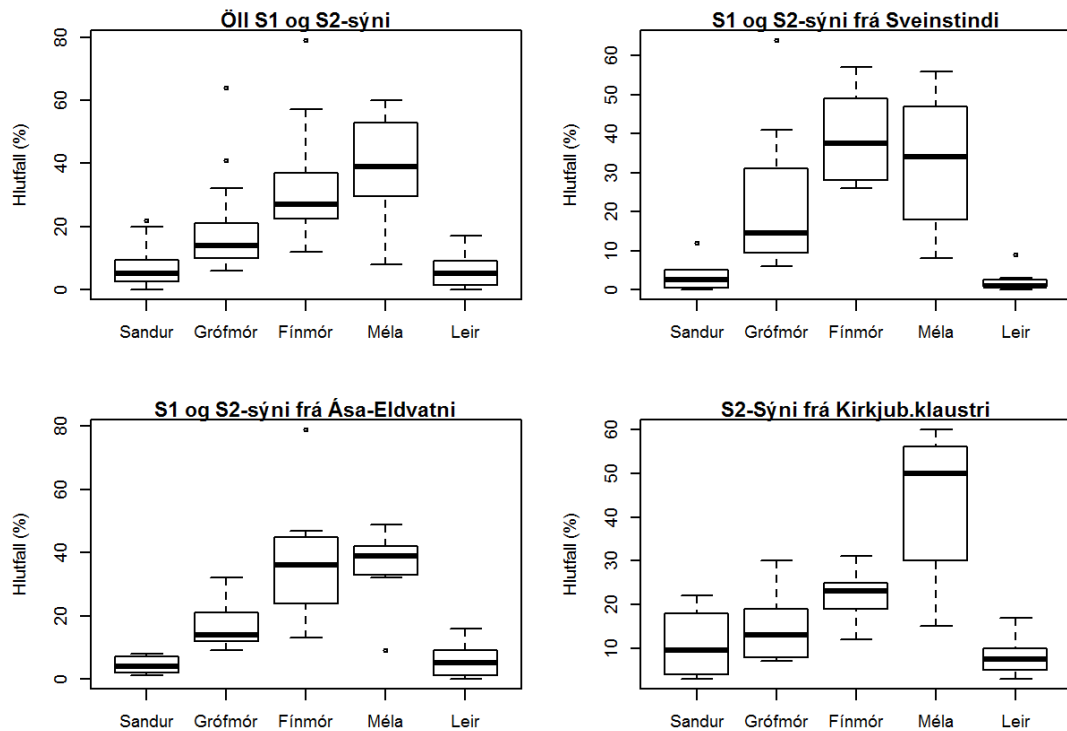 Öll S1 og S2-sýni
Hlutfall (%)
80
60
40
20
0
Sandur Grófmór Fínmór Méla Leir
S1 og S2-sýni frá Sveinstindi
Hlutfall (%)
60
50
40
30
20
10
0
Sandur Grófmór Fínmór Méla Leir
S1 og S2-sýni frá Ása-Eldvatni
Hlutfall (%)
80
60
40
20
0
Sandur Grófmór Fínmór Méla Leir
S2-Sýni frá Kirkjub.klaustri
Hlutfall (%)
60
50
40
30
20
10
Sandur Grófmór Fínmór Méla Leir